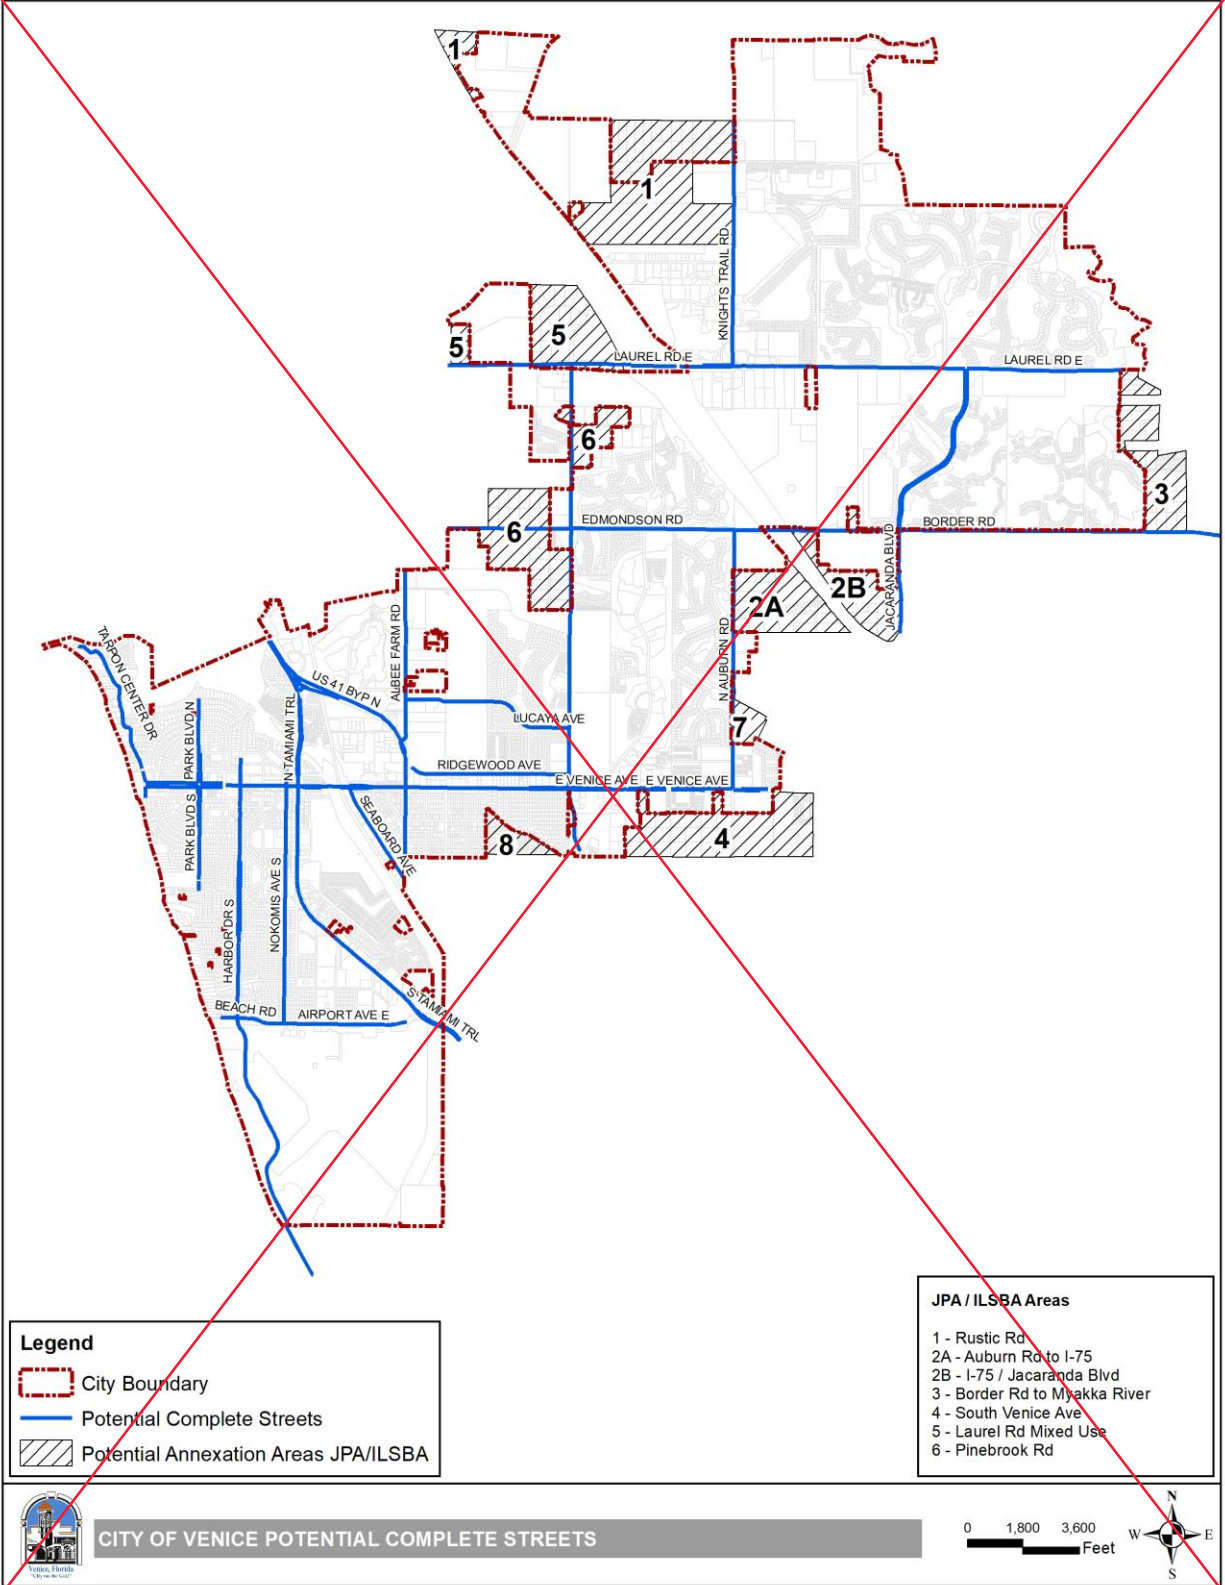 1
1
KNIGHTS TRAIL RD
5
5
LAUREL RD E
LAUREL RD E
6
3
6
EDMONDSON RD
BORDER RD
JACARANDA BLVD
2B
2A
ALBEE FARM RD
N AUBURN RD
TARPON CENTER DR
US 41 BYP N
N TAMIAMI TRL
PARK BLVD N
LUCAYA AVE
7
RIDGEWOOD AVE
E VENICE AVE
E VENICE AVE
PARK BLVD S
SEABOARD AVE
8
4
NOKOMIS AVE S
HARBOR DR S
BEACH RD
AIRPORT AVE E
S TAMIAMI TRL
JPA / ILSBA Areas
1 - Rustic Rd
2A - Auburn Rd to I-75
2B - I-75 / Jacaranda Blvd
3 - Border Rd to Myakka River
4 - South Venice Ave
5 - Laurel Rd Mixed Use
6 - Pinebrook Rd
Legend
City Boundary
Potential Complete Streets
Potential Annexation Areas JPA/ILSBA
Venice, Florida
"City on the Gulf"
CITY OF VENICE POTENTIAL COMPLETE STREETS
0 1,800 3,600
Feet
N
W E
S